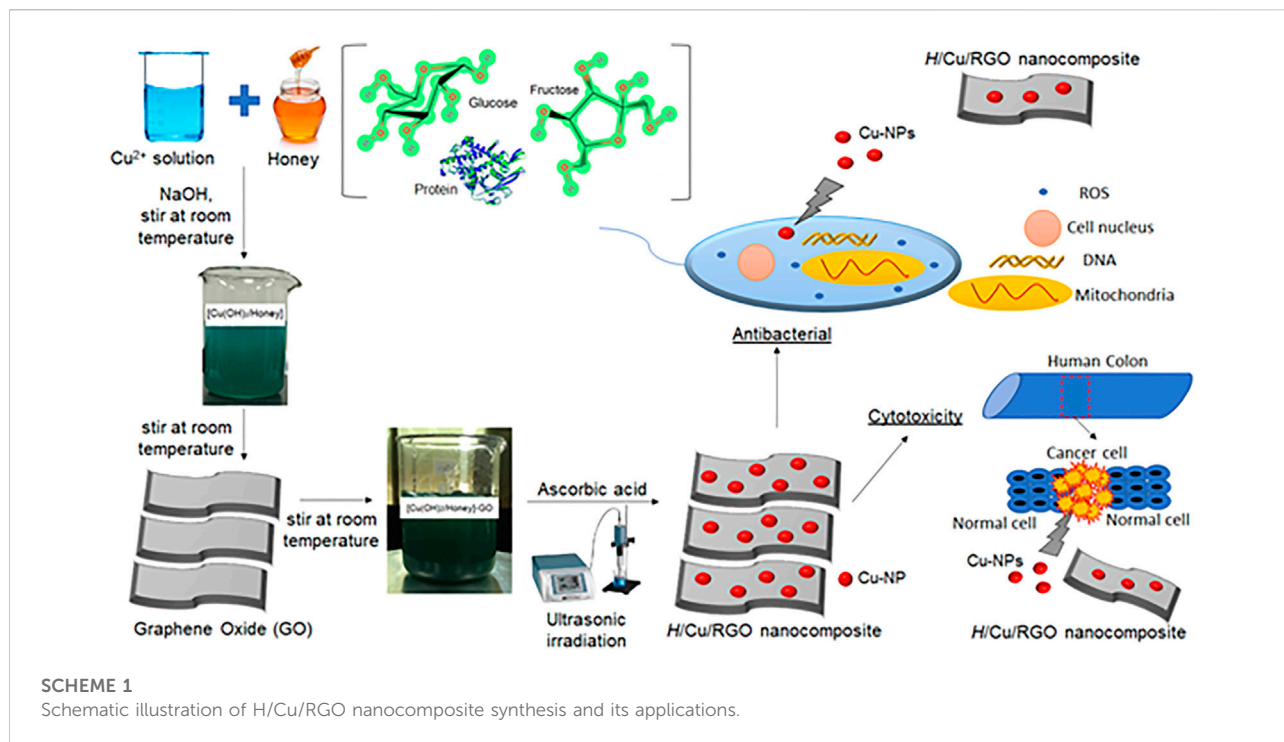 Cu²⁺ solution
Honey
Glucose
Fructose
Protein
NaOH,
stir at room
temperature
[Cu(OH)₂/Honey]
stir at room
temperature
Graphene Oxide (GO)
stir at room
temperature
[Cu(OH)₂/Honey]-GO
Ascorbic acid
Ultrasonic
irradiation
H/Cu/RGO nanocomposite
Cu-NP
Antibacterial
Cytotoxicity
H/Cu/RGO nanocomposite
Cu-NPs
ROS
Cell nucleus
DNA
Mitochondria
Human Colon
Cancer cell
Normal cell
Normal cell
Cu-NPs
H/Cu/RGO nanocomposite
SCHEME 1
Schematic illustration of H/Cu/RGO nanocomposite synthesis and its applications.